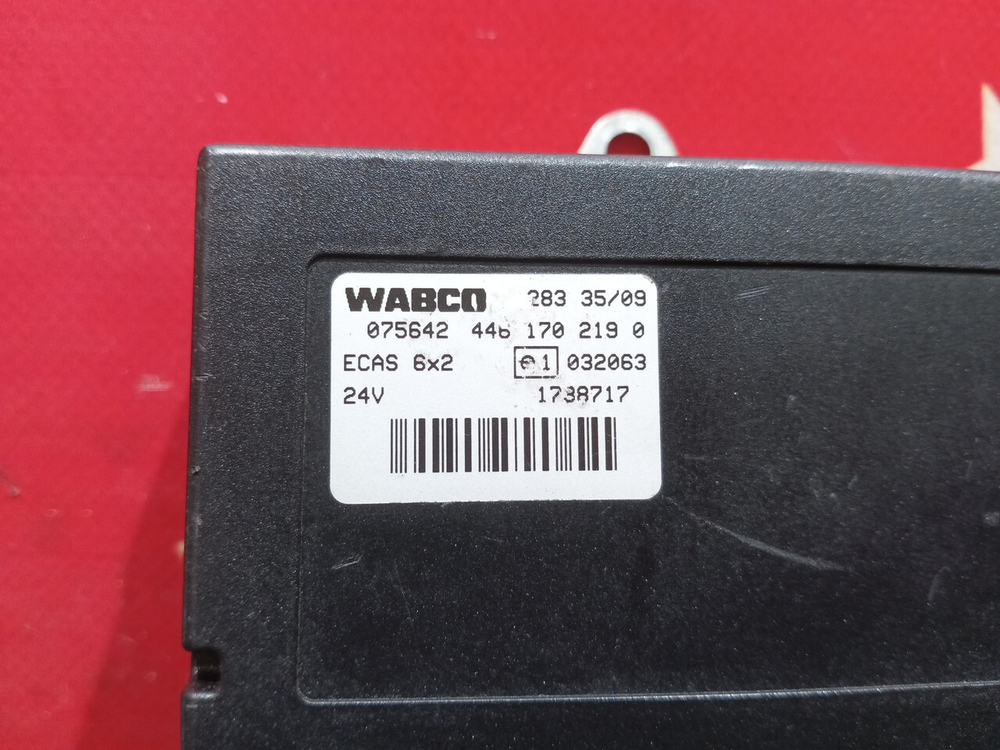 WABCO 283 35/09
075642 446 170 219 0
ECAS 6x2 e1 032063
24V 1738717